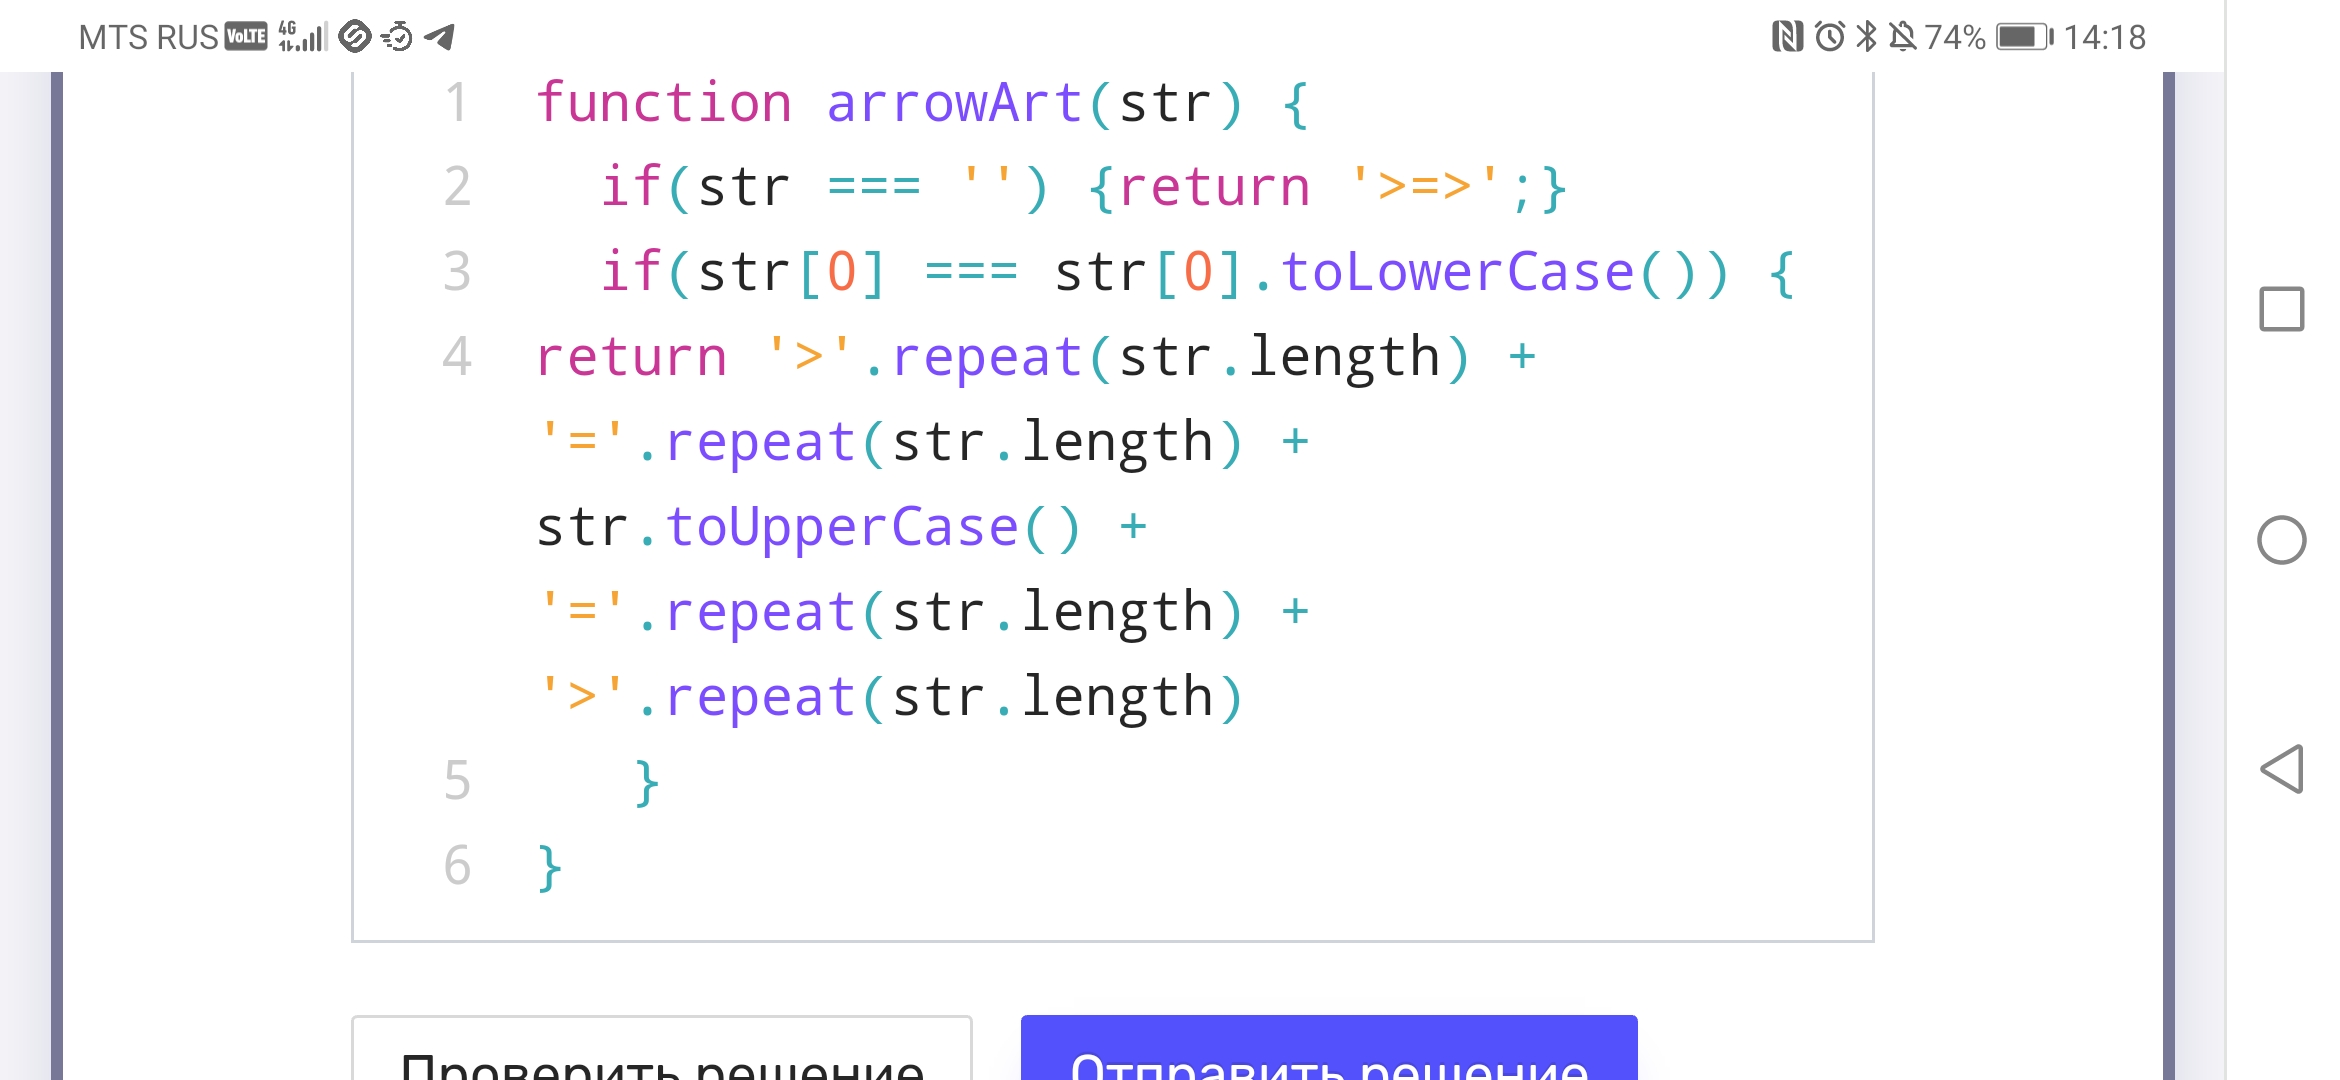 MTS RUS VoLTE 4G 74% 14:18
1 function arrowArt(str) {
2 if(str === '') {return '>=>';}
3 if(str[0] === str[0].toLowerCase()) {
4 return '>'.repeat(str.length) +
'='.repeat(str.length) +
str.toUpperCase() +
'='.repeat(str.length) +
'>'.repeat(str.length)
5 }
6 }
Проверить решение Отправить решение